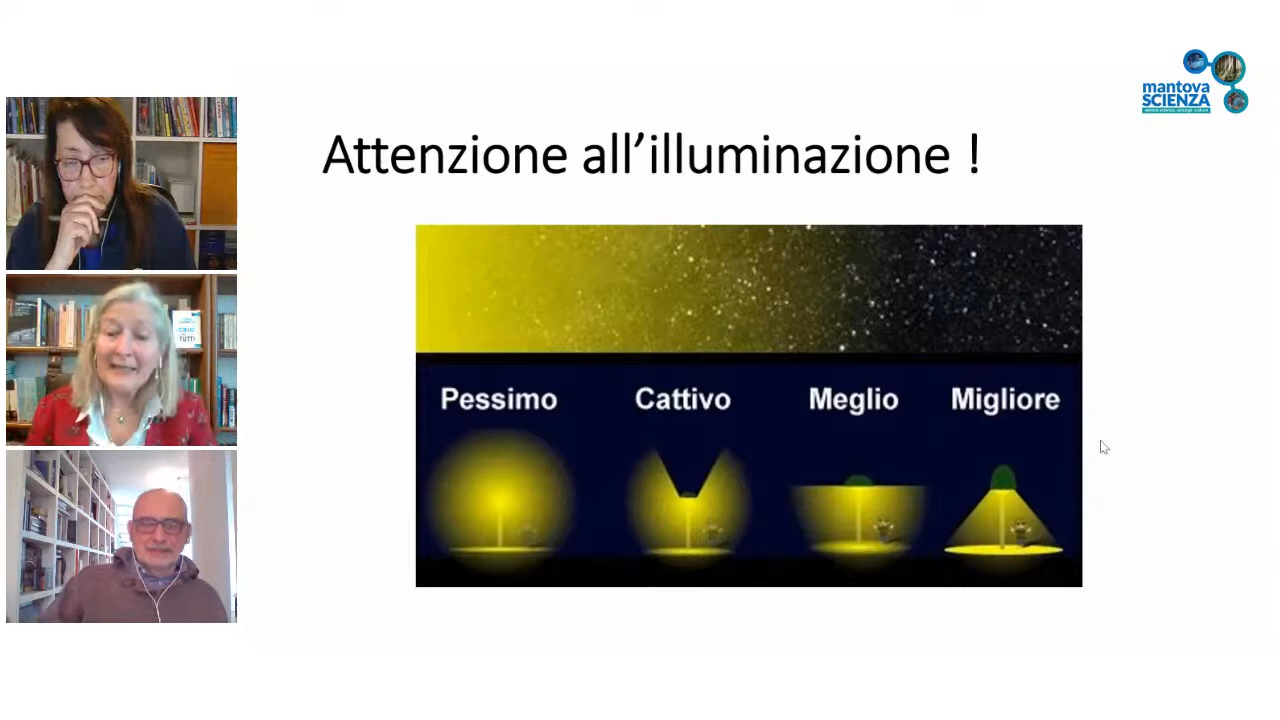 mantova
SCIENZA
Attenzione all'illuminazione !
Pessimo
Cattivo
Meglio
Migliore